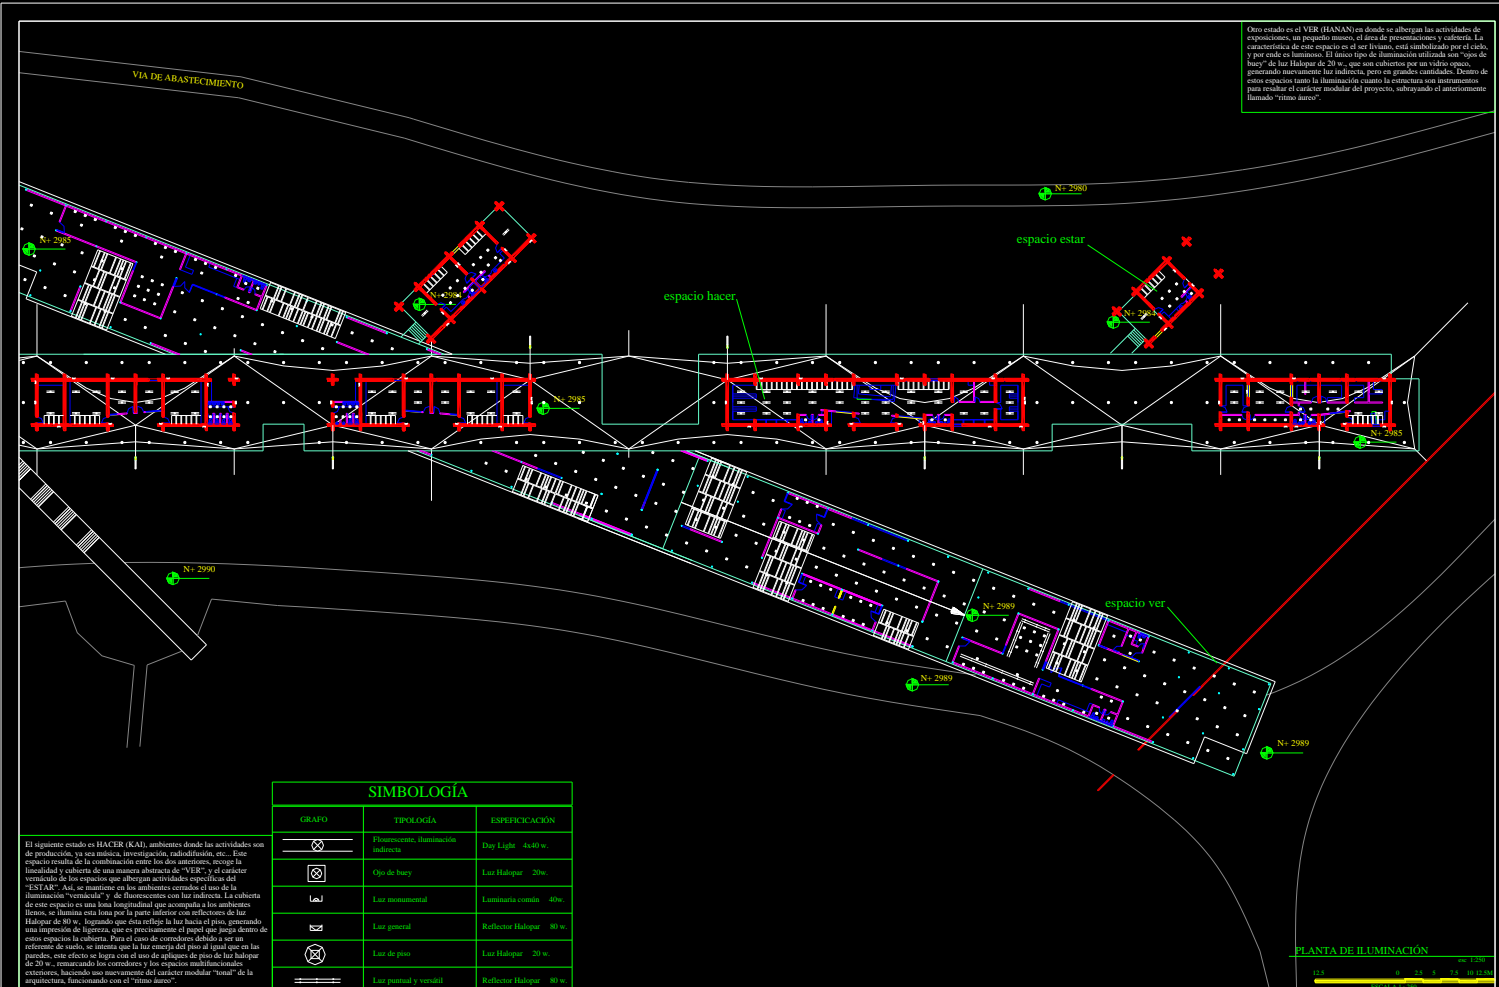 Otro estado es el VER (HANAN) en donde se albergan las actividades de
exposiciones, un pequeño museo, el área de presentaciones y cafetería. La
característica de este espacio es el ser liviano, está simbolizado por el cielo,
y por ende es luminoso. El único tipo de iluminación utilizada son “ojos de
buey” de luz Halopar de 20 w., que son cubiertos por un vidrio opaco,
generando nuevamente luz indirecta, pero en grandes cantidades. Dentro de
estos espacios tanto la iluminación cuanto la estructura son instrumentos
para resaltar el carácter modular del proyecto, subrayando el anteriormente
llamado “ritmo áureo”.
VIA DE ABASTECIMIENTO
N+ 2980
N+ 2985
espacio estar
espacio hacer
N+ 2984
N+ 2984
N+ 2985
N+ 2985
N+ 2990
N+ 2989
espacio ver
N+ 2989
N+ 2989
SIMBOLOGÍA
GRAFO TIPOLOGÍA ESPEFICICACIÓN
Flourescente, iluminación
indirecta
Day Light 4x40 w.
Ojo de buey Luz Halopar 20w.
Luz monumental Luminaria común 40w.
Luz general Reflector Halopar 80 w.
Luz de piso Luz Halopar 20 w.
Luz puntual y versátil Reflector Halopar 80 w.
El siguiente estado es HACER (KAI), ambientes donde las actividades son
de producción, ya sea música, investigación, radiodifusión, etc... Este
espacio resulta de la combinación entre los dos anteriores, recoge la
linealidad y cubierta de una manera abstracta de “VER”, y el carácter
vernáculo de los espacios que albergan actividades específicas del
“ESTAR”. Así, se mantiene en los ambientes cerrados el uso de la
iluminación “vernácula” y de fluorescentes con luz indirecta. La cubierta
de este espacio es una lona longitudinal que acompaña a los ambientes
llenos, se ilumina esta lona por la parte inferior con reflectores de luz
Halopar de 80 w., logrando que ésta refleje la luz hacia el piso, generando
una impresión de ligereza, que es precisamente el papel que juega dentro de
estos espacios la cubierta. Para el caso de corredores debido a ser un
referente de suelo, se intenta que la luz emerja del piso al igual que en las
paredes, este efecto se logra con el uso de apliques de piso de luz halopar
de 20 w., remarcando los corredores y los espacios multifuncionales
exteriores, haciendo uso nuevamente del carácter modular “tonal” de la
arquitectura, funcionando con el “ritmo áureo”.
PLANTA DE ILUMINACIÓN
esc 1:250
12.5 0 2.5 5 7.5 10 12.5M